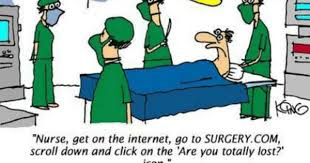 KANG
"Nurse, get on the internet, go to SURGERY.COM,
scroll down and click on the 'Are you totally lost?'
icon."